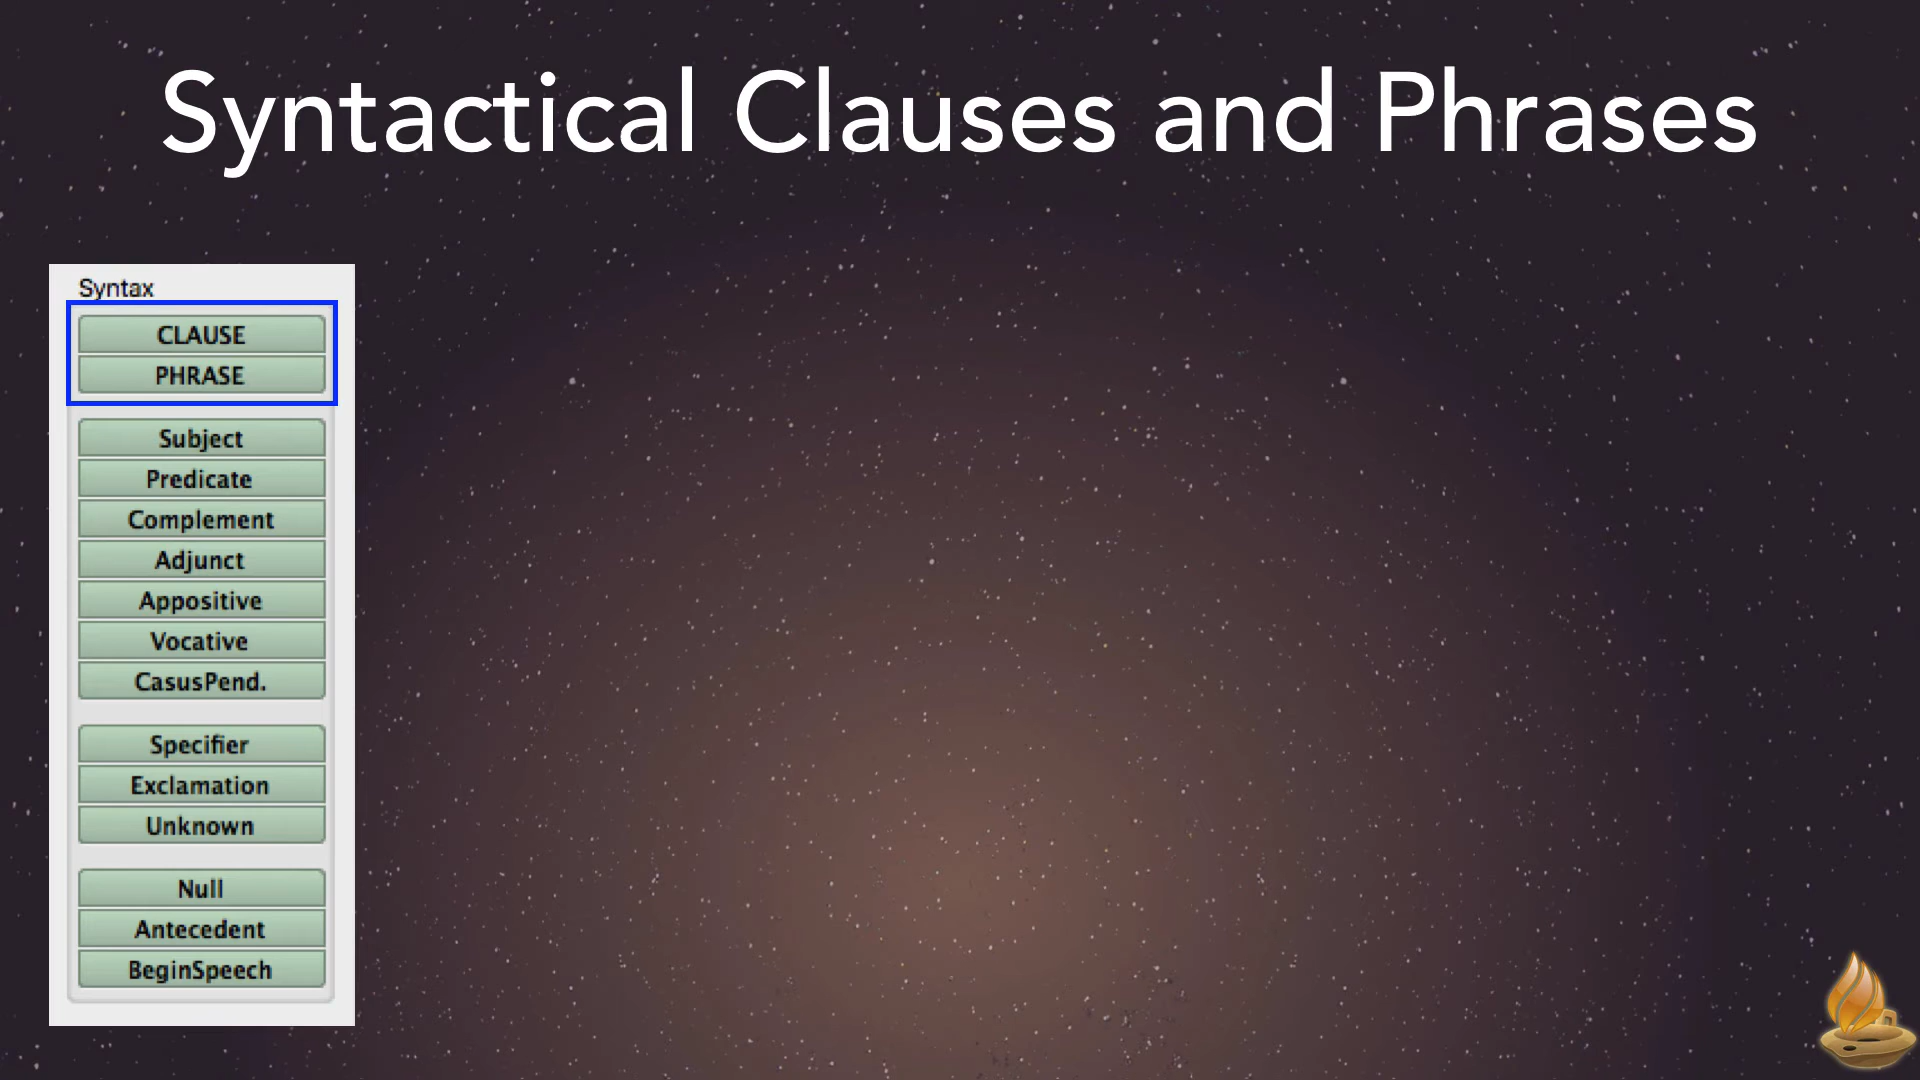 Syntactical Clauses and Phrases
Syntax
CLAUSE
PHRASE
Subject
Predicate
Complement
Adjunct
Appositive
Vocative
CasusPend.
Specifier
Exclamation
Unknown
Null
Antecedent
BeginSpeech